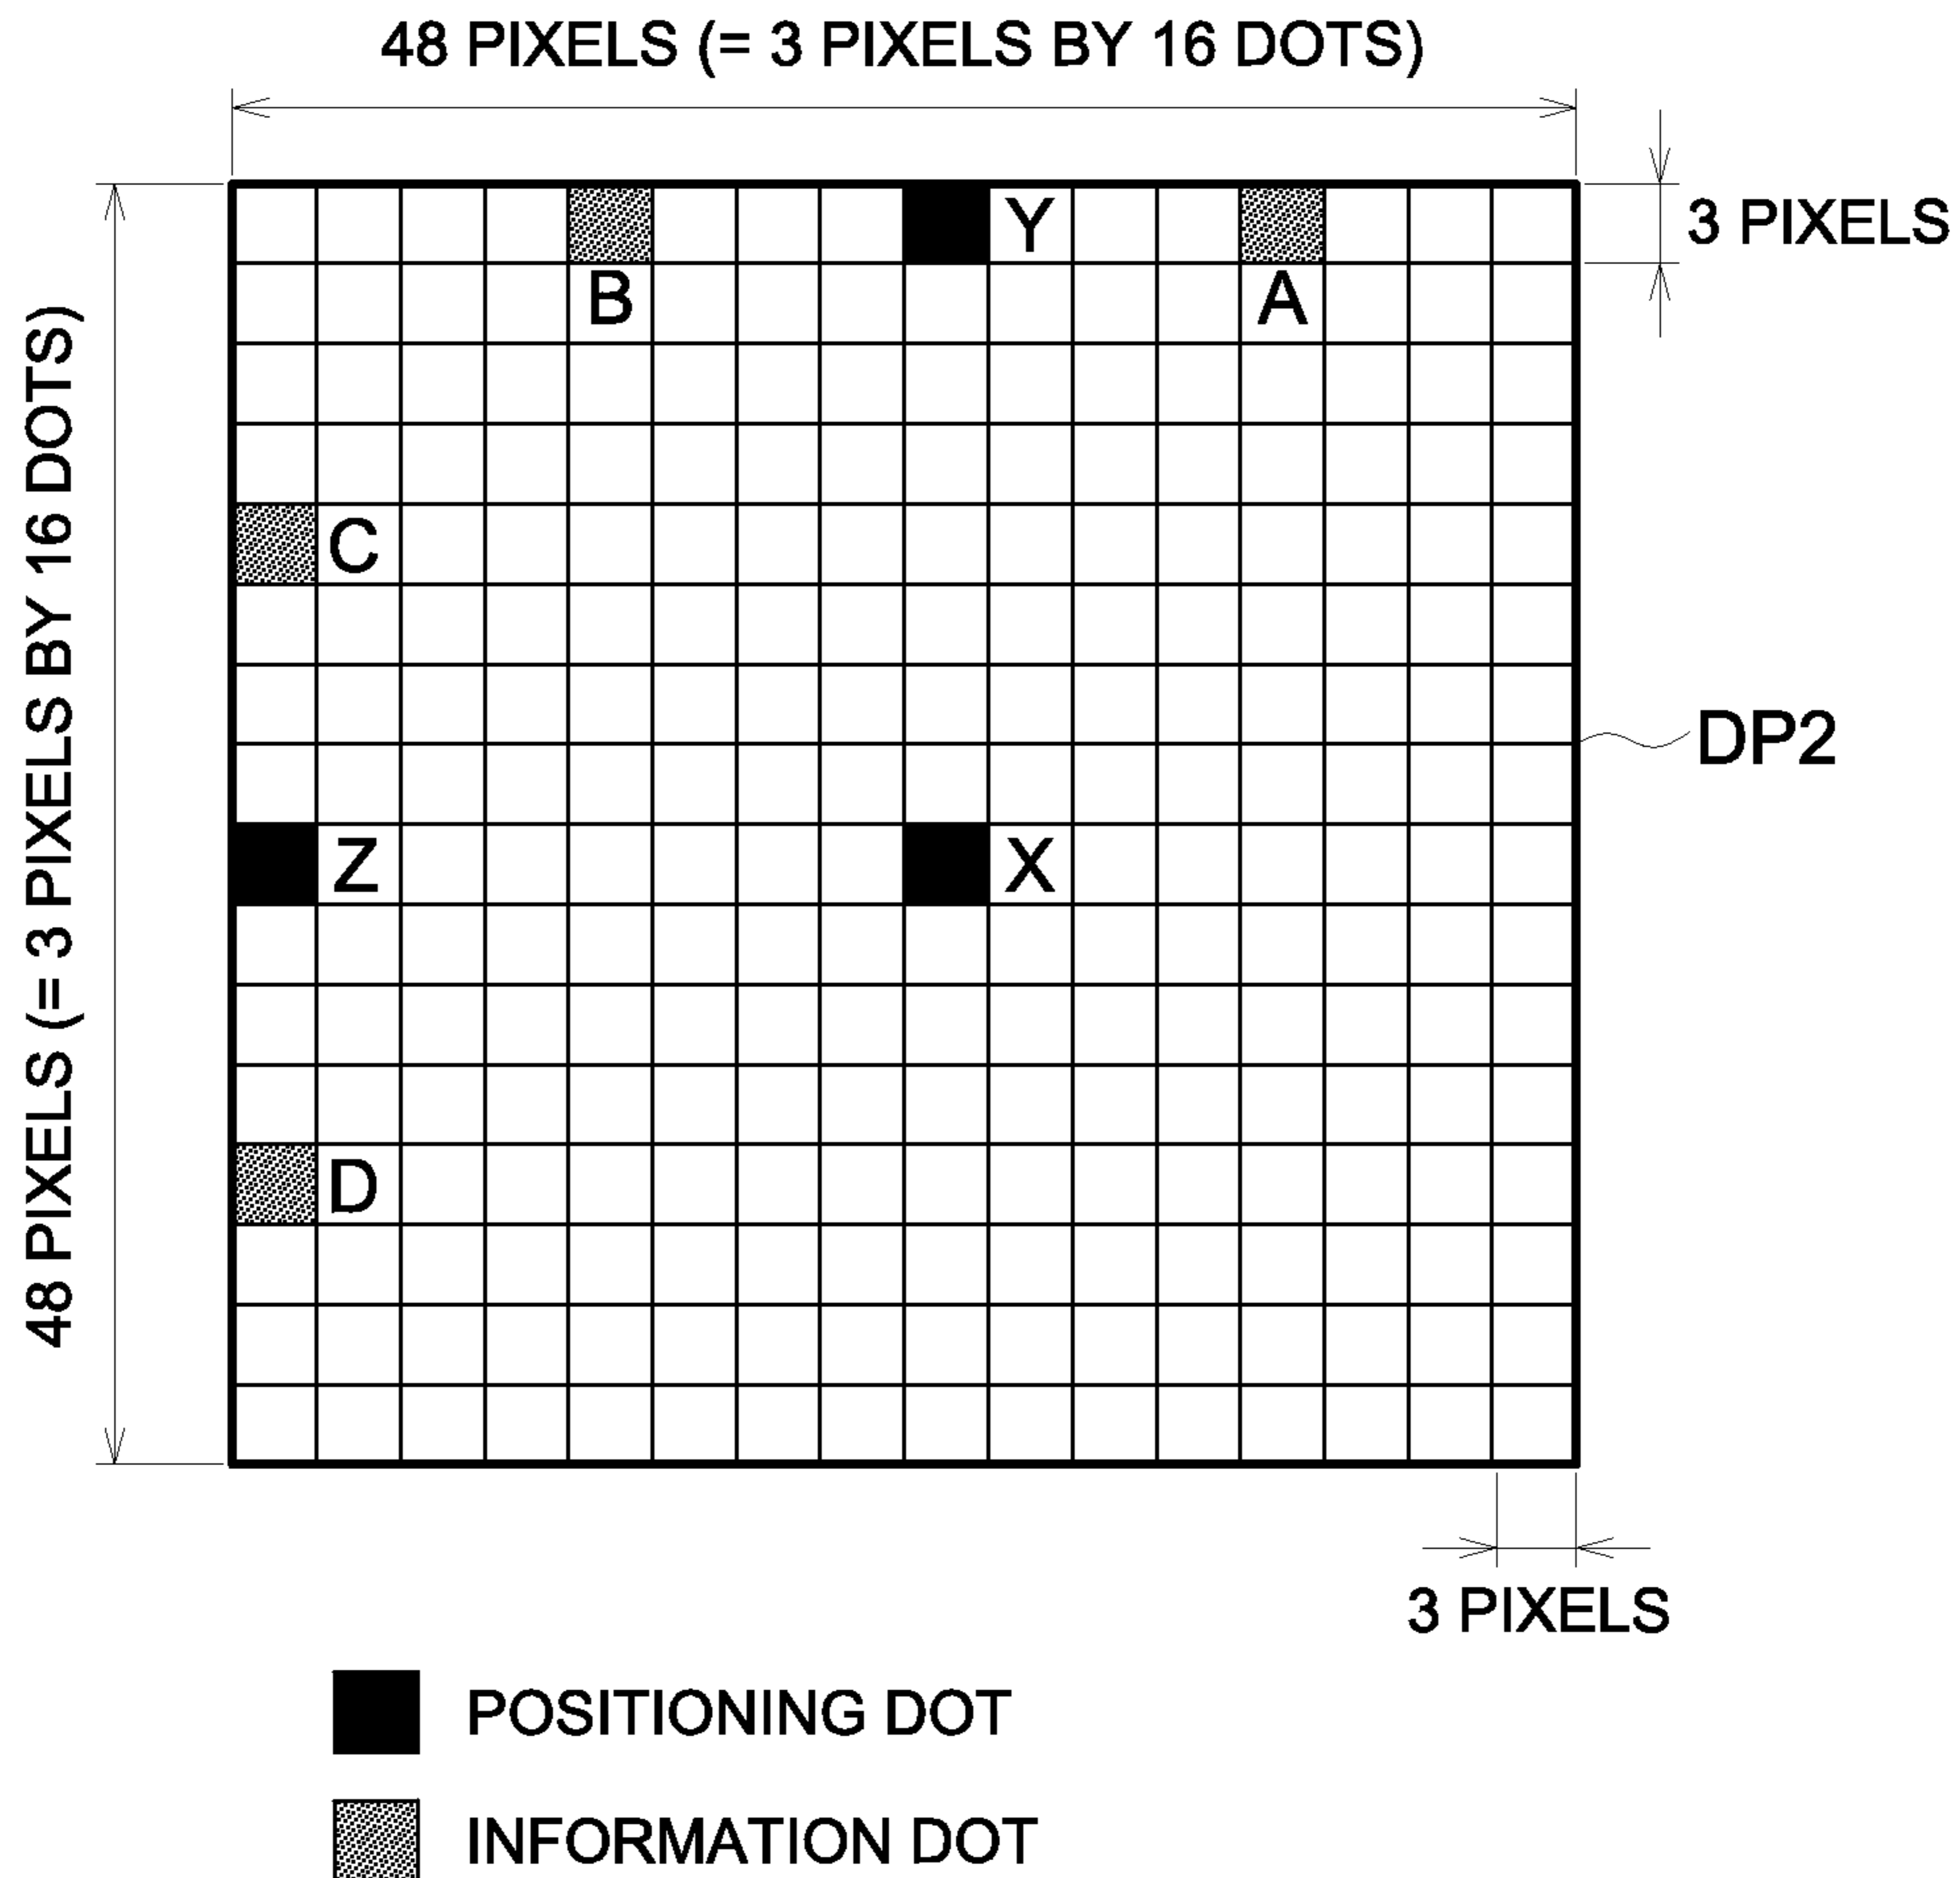 48 PIXELS (= 3 PIXELS BY 16 DOTS)
3 PIXELS
Y
B
A
48 PIXELS (= 3 PIXELS BY 16 DOTS)
C
DP2
Z
X
D
3 PIXELS
POSITIONING DOT
INFORMATION DOT